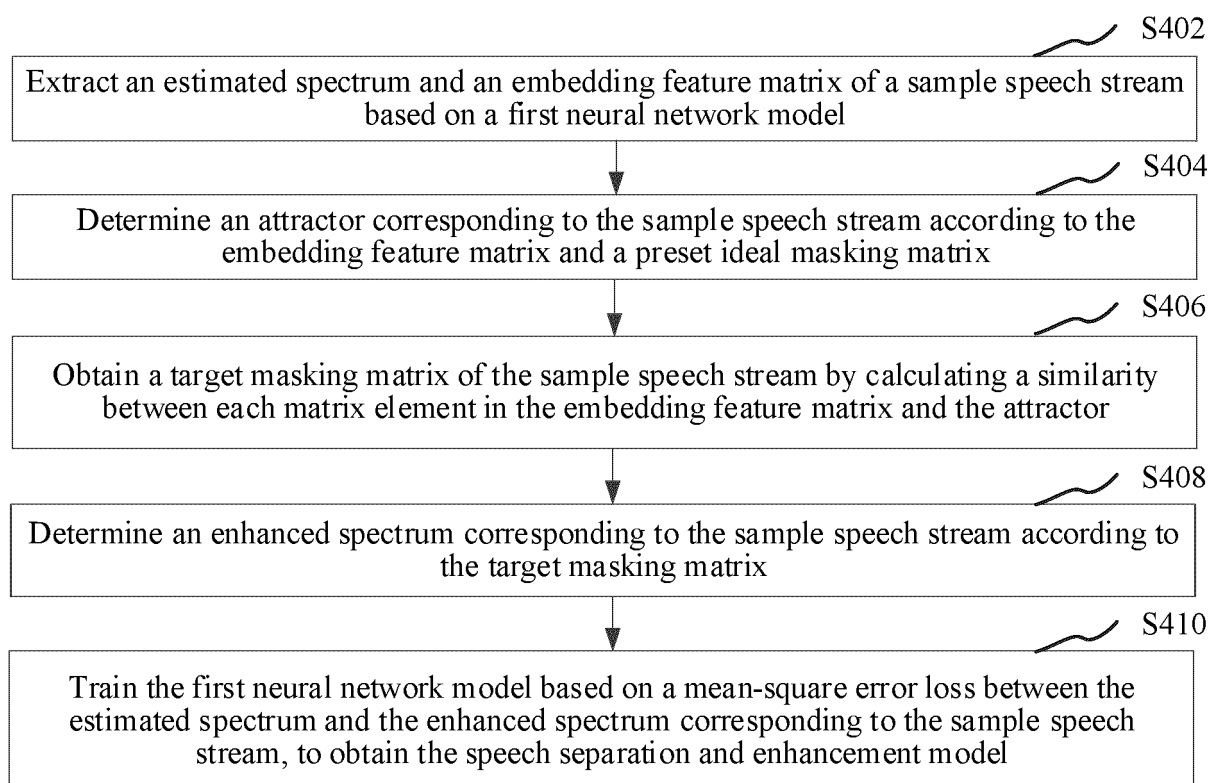 S402
Extract an estimated spectrum and an embedding feature matrix of a sample speech stream
based on a first neural network model
S404
Determine an attractor corresponding to the sample speech stream according to the
embedding feature matrix and a preset ideal masking matrix
S406
Obtain a target masking matrix of the sample speech stream by calculating a similarity
between each matrix element in the embedding feature matrix and the attractor
S408
Determine an enhanced spectrum corresponding to the sample speech stream according to
the target masking matrix
S410
Train the first neural network model based on a mean-square error loss between the
estimated spectrum and the enhanced spectrum corresponding to the sample speech
stream, to obtain the speech separation and enhancement model